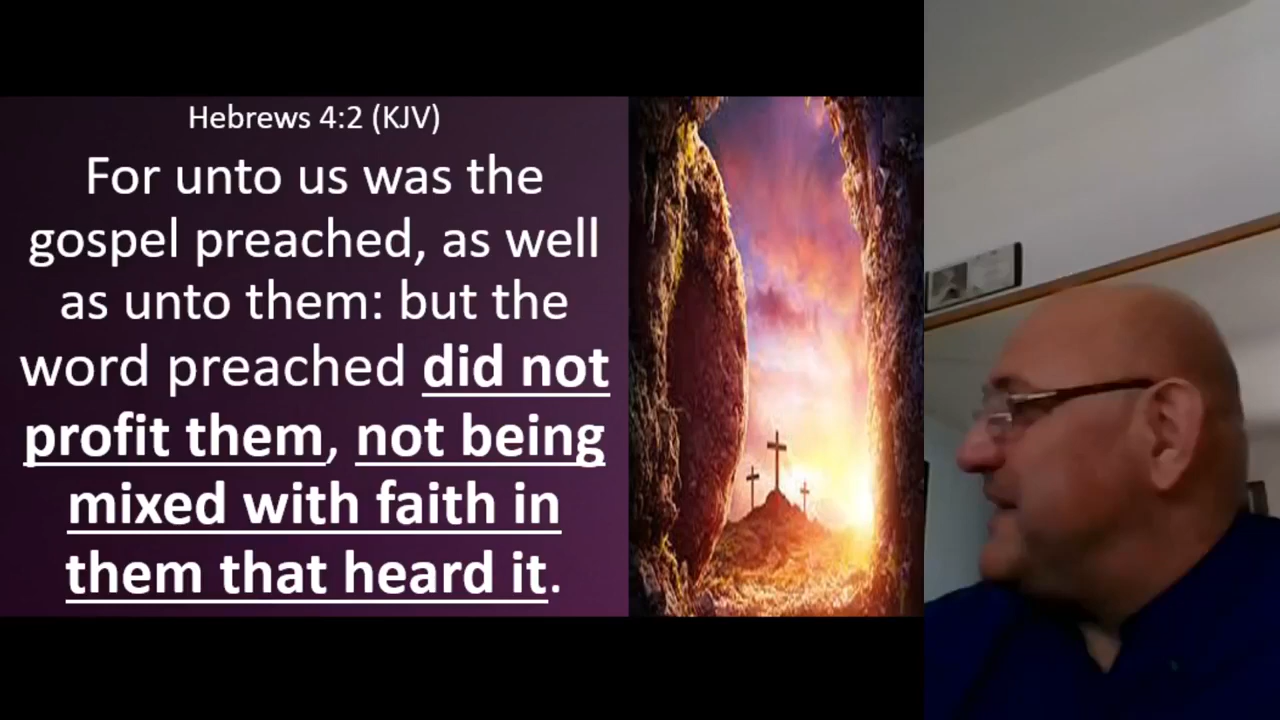 Hebrews 4:2 (KJV)
For unto us was the
gospel preached, as well
as unto them: but the
word preached did not
profit them, not being
mixed with faith in
them that heard it.